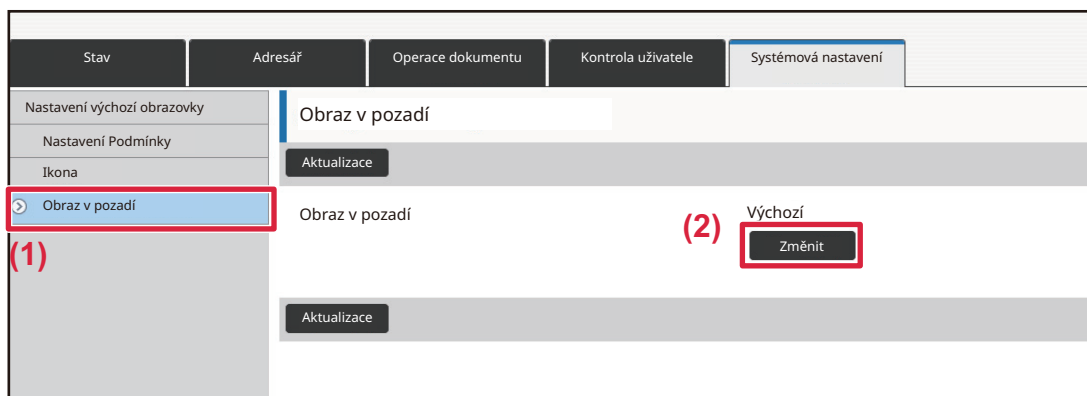 Stav
Adresář
Operace dokumentu
Kontrola uživatele
Systémová nastavení
Nastavení výchozí obrazovky
Nastavení Podmínky
Ikona
Obraz v pozadí
(1)
Obraz v pozadí
Aktualizace
Obraz v pozadí
Výchozí
(2)
Změnit
Aktualizace